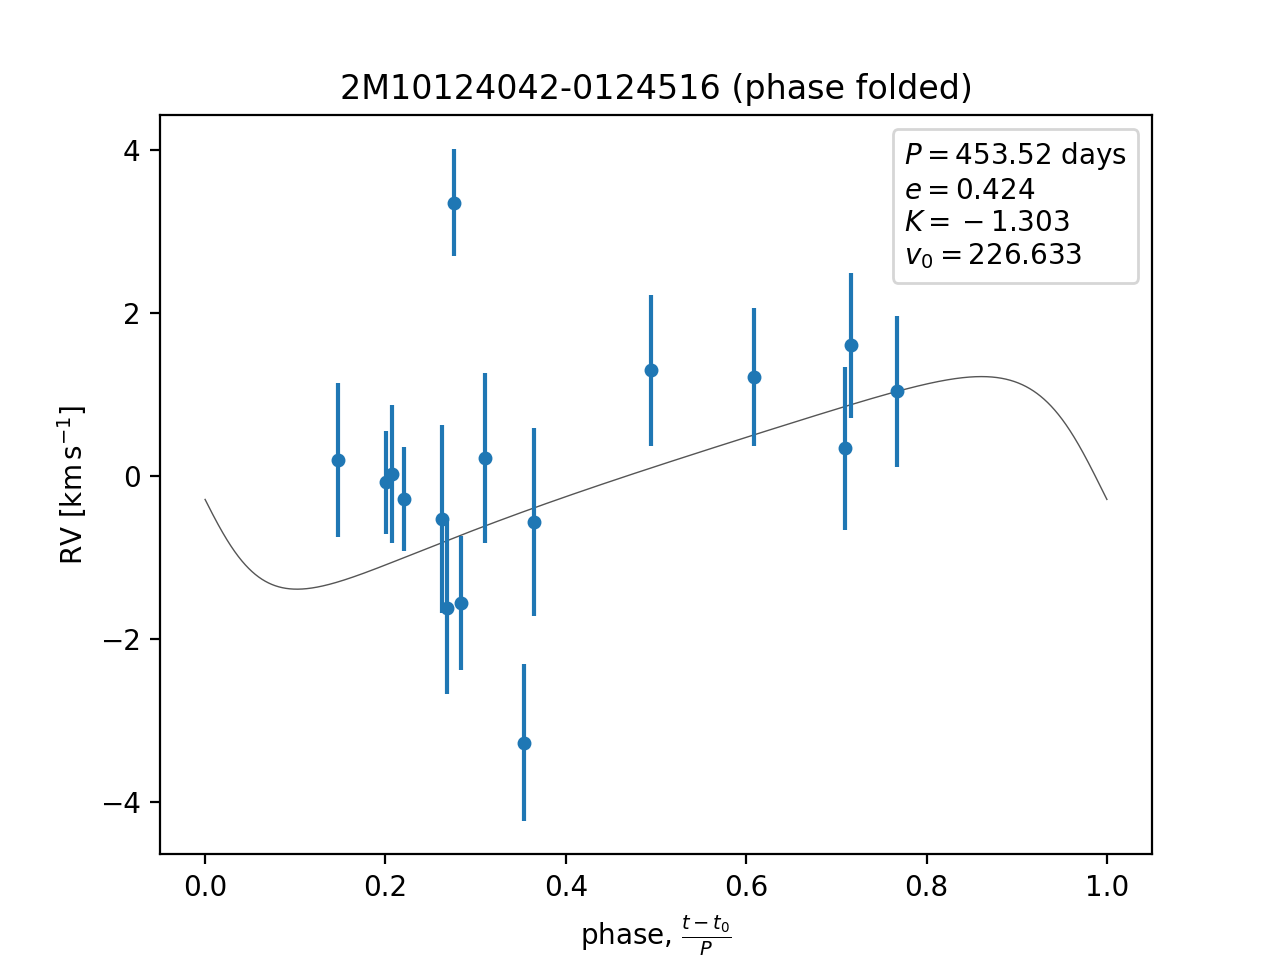 2M10124042-0124516 (phase folded)
P = 453.52 days
e = 0.424
K = −1.303
v₀ = 226.633
4
2
0
−2
−4
RV [km s⁻¹]
0.0 0.2 0.4 0.6 0.8 1.0
phase, (t − t₀)/P